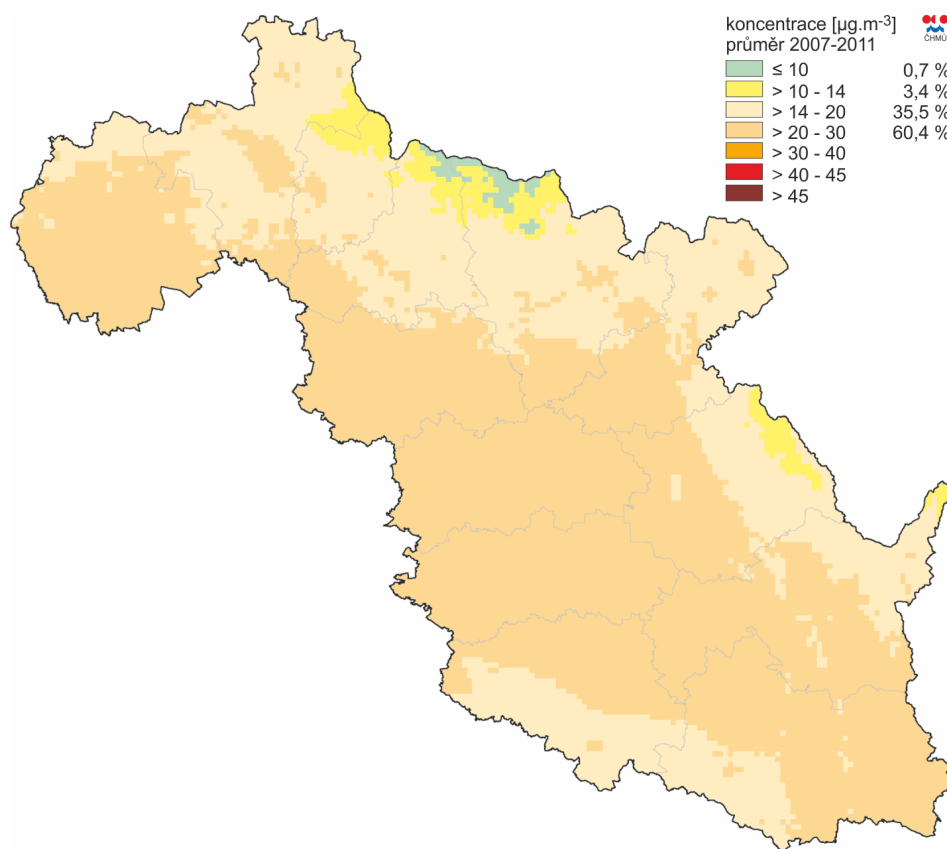 koncentrace [µg.m-3]
průměr 2007-2011
ČHMÚ
≤ 10 0,7 %
> 10 - 14 3,4 %
> 14 - 20 35,5 %
> 20 - 30 60,4 %
> 30 - 40
> 40 - 45
> 45